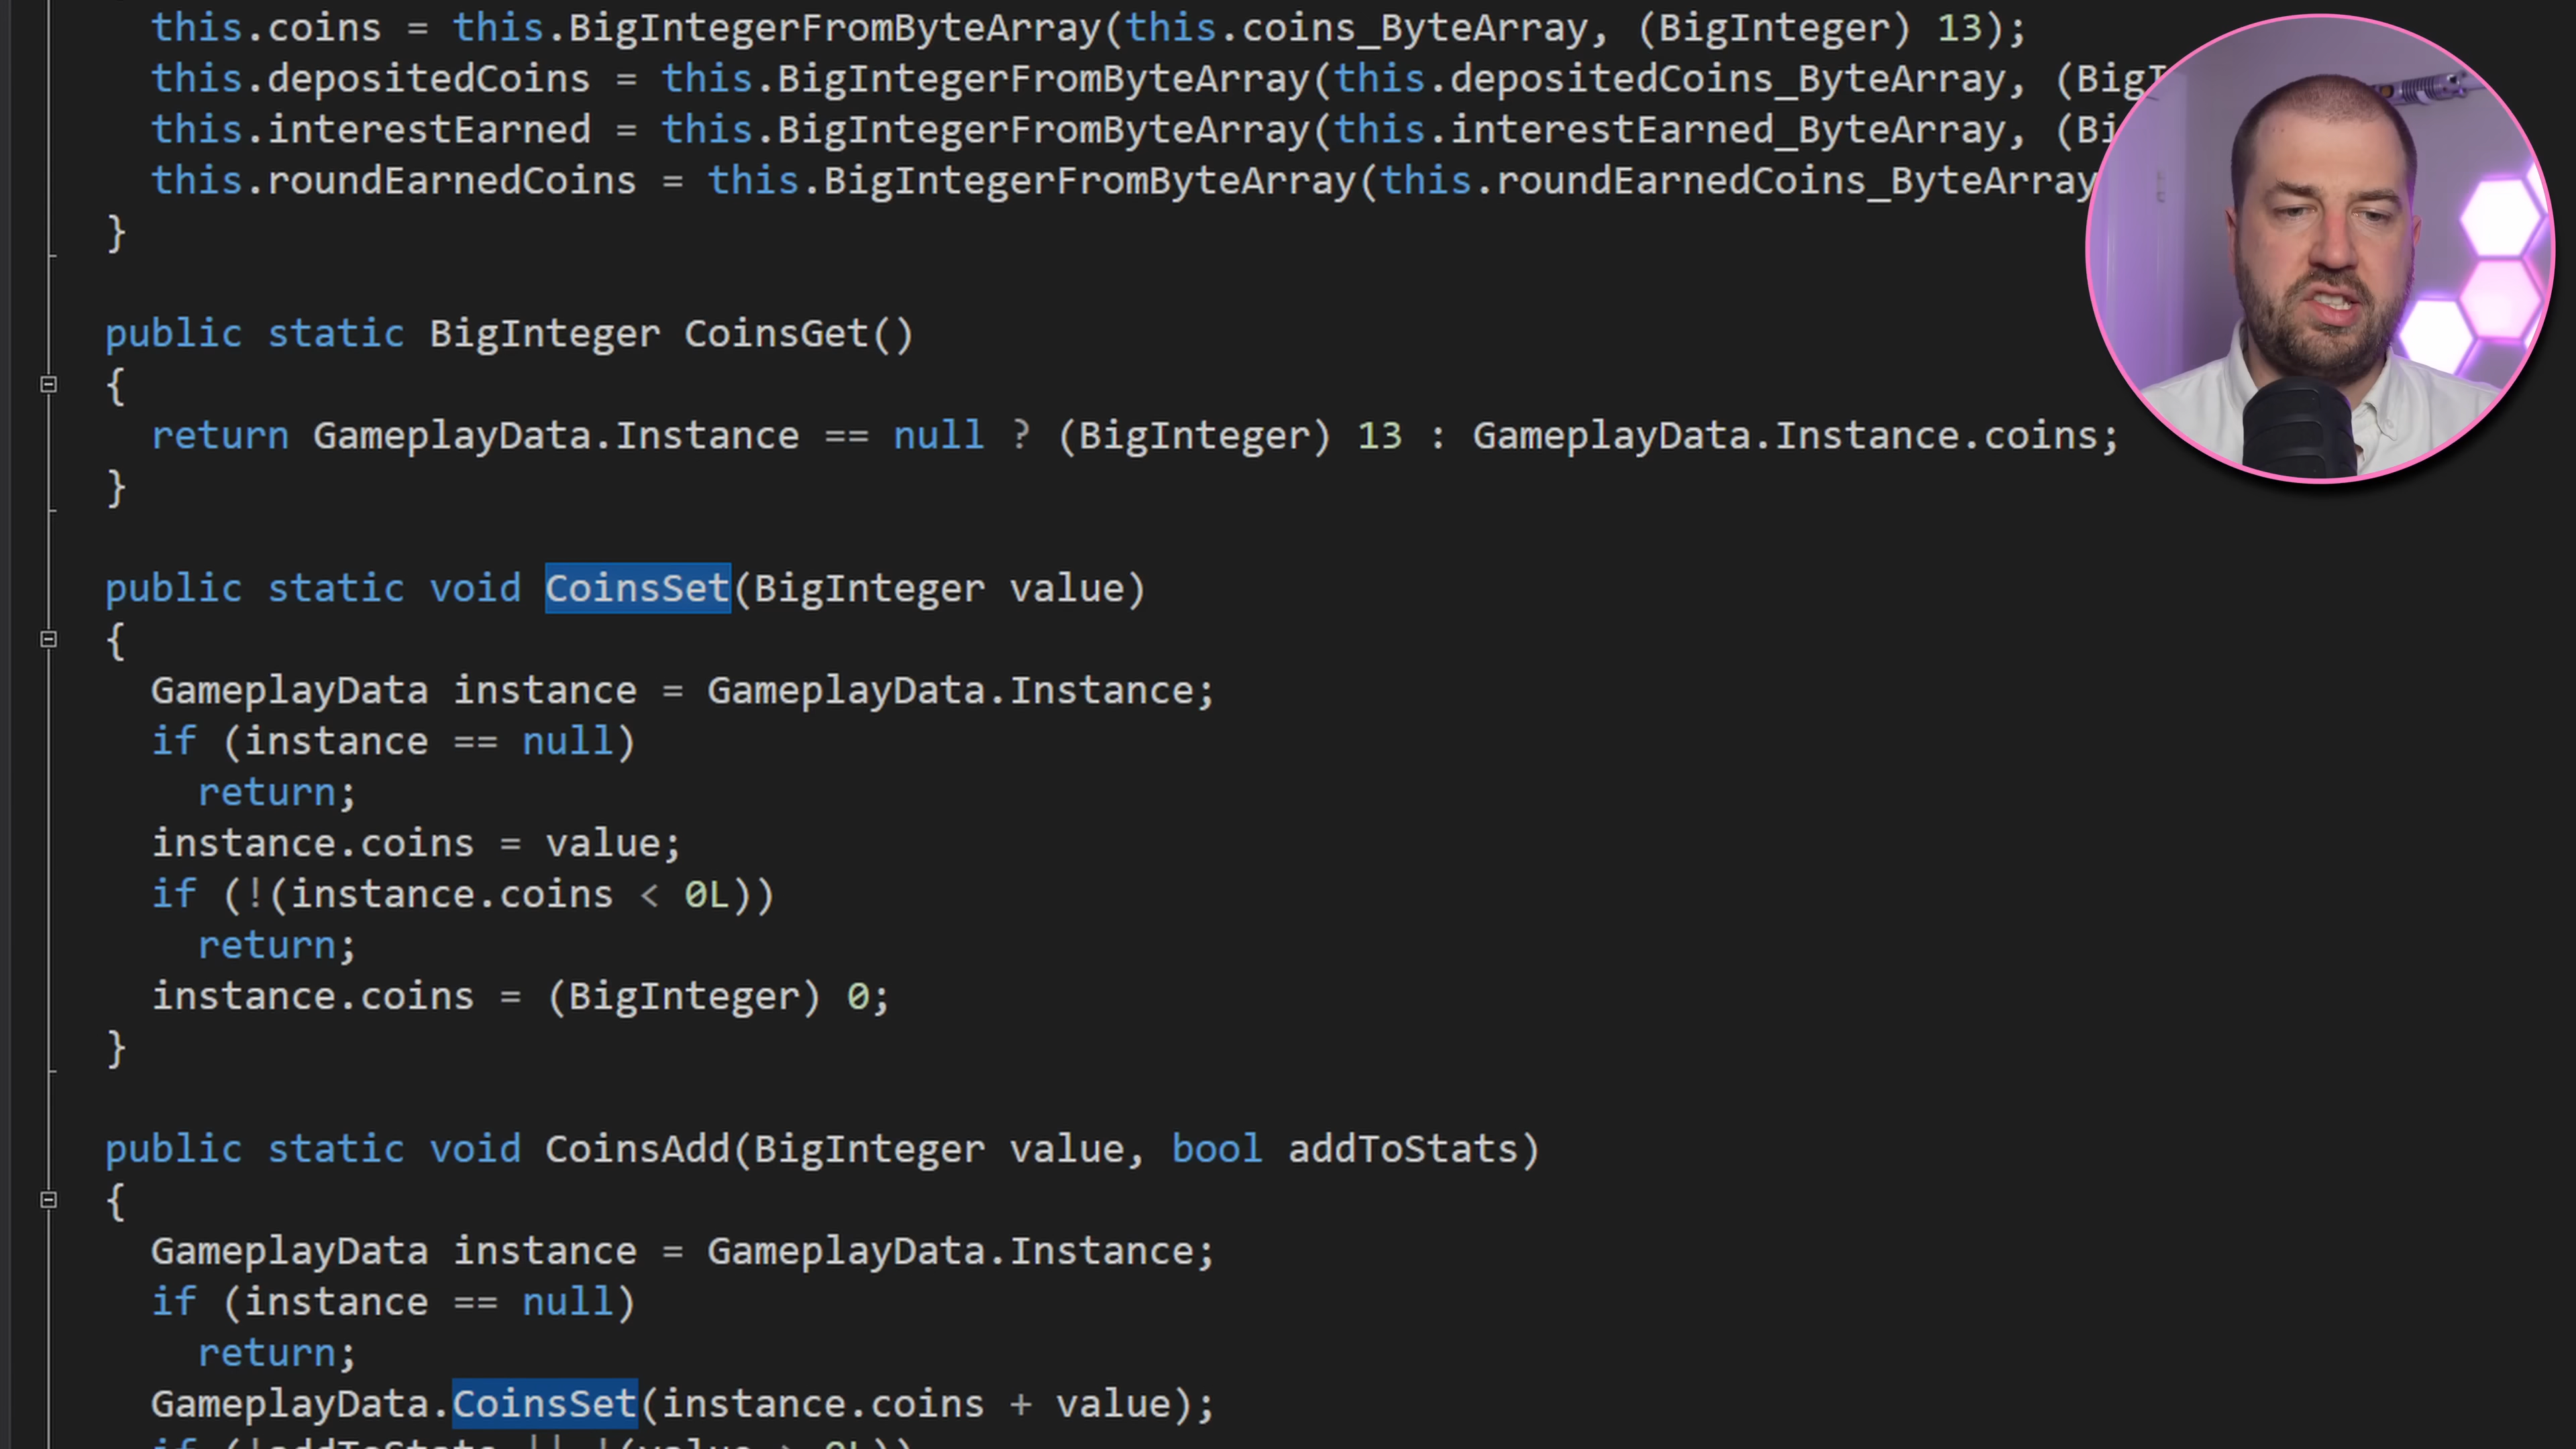 this.coins = this.BigIntegerFromByteArray(this.coins_ByteArray, (BigInteger) 13);
this.depositedCoins = this.BigIntegerFromByteArray(this.depositedCoins_ByteArray, (BigI
this.interestEarned = this.BigIntegerFromByteArray(this.interestEarned_ByteArray, (Bi
this.roundEarnedCoins = this.BigIntegerFromByteArray(this.roundEarnedCoins_ByteArray
}
public static BigInteger CoinsGet()
{
return GameplayData.Instance == null ? (BigInteger) 13 : GameplayData.Instance.coins;
}
public static void CoinsSet(BigInteger value)
{
GameplayData instance = GameplayData.Instance;
if (instance == null)
return;
instance.coins = value;
if (!(instance.coins < 0L))
return;
instance.coins = (BigInteger) 0;
}
public static void CoinsAdd(BigInteger value, bool addToStats)
{
GameplayData instance = GameplayData.Instance;
if (instance == null)
return;
GameplayData.CoinsSet(instance.coins + value);
if (!addToStats || !(value > 0L))